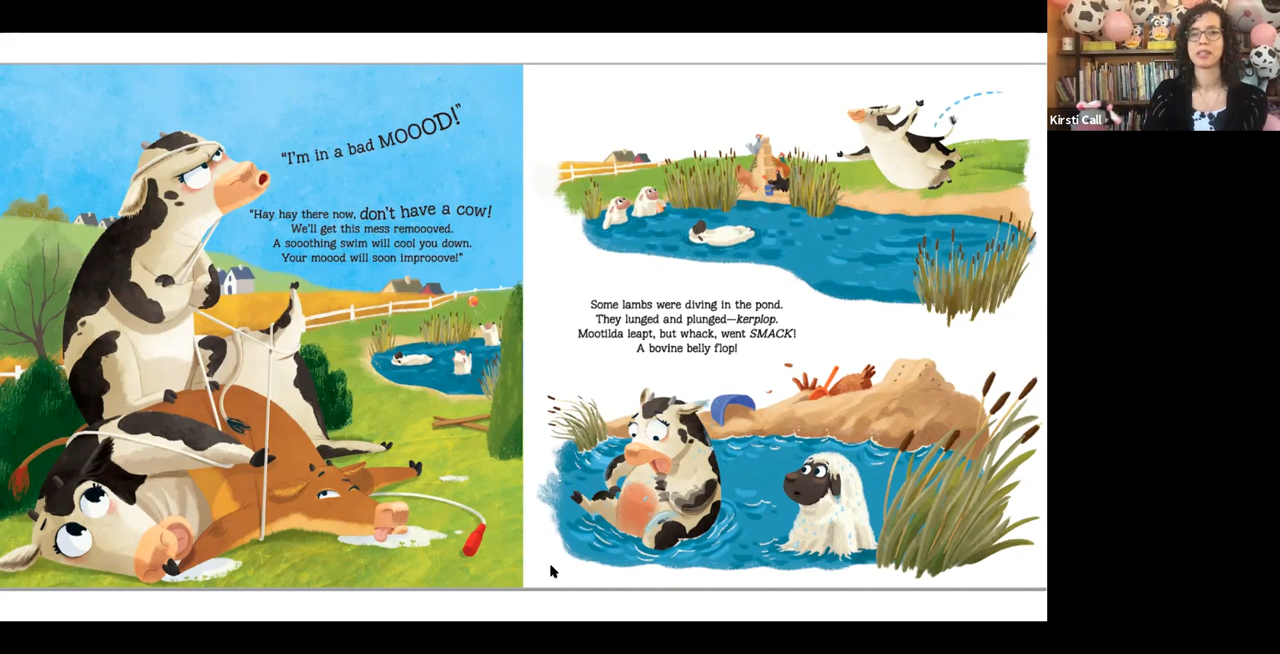 "I'm in a bad MOOOD!"
"Hay hay there now, don't have a cow!
We'll get this mess remoooved.
A sooothing swim will cool you down.
Your moood will soon improoove!"
Some lambs were diving in the pond.
They lunged and plunged—kerplop.
Mootilda leapt, but whack, went SMACK!
A bovine belly flop!
Kirsti Call